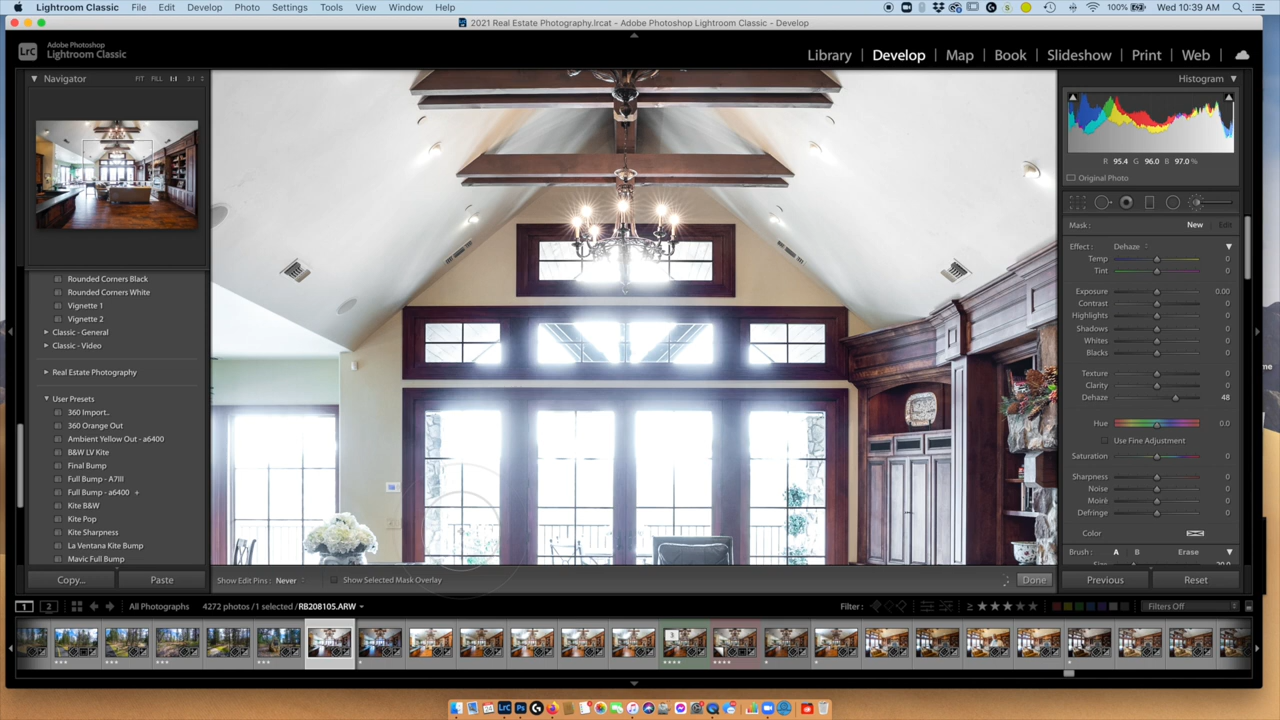 Lightroom Classic File Edit Develop Photo Settings Tools View Window Help 100% Wed 10:39 AM
2021 Real Estate Photography.lrcat - Adobe Photoshop Lightroom Classic - Develop
LrC Adobe Photoshop
Lightroom Classic
Library Develop Map Book Slideshow Print Web
Navigator FIT FILL 1:1 3:1
Histogram
R 95.4 G 96.0 B 97.0 %
Original Photo
Mask: New Edit
Effect: Dehaze
Temp 0
Tint 0
Exposure 0.00
Contrast 0
Highlights 0
Shadows 0
Whites 0
Blacks 0
Texture 0
Clarity 0
Dehaze 48
Hue 0.0
Use Fine Adjustment
Saturation 0
Sharpness 0
Noise 0
Moiré 0
Defringe 0
Color
Brush: A B Erase
Rounded Corners Black
Rounded Corners White
Vignette 1
Vignette 2
Classic - General
Classic - Video
Real Estate Photography
User Presets
360 Import..
360 Orange Out
Ambient Yellow Out - a6400
B&W LV Kite
Final Bump
Full Bump - A7III
Full Bump - a6400 +
Kite B&W
Kite Pop
Kite Sharpness
La Ventana Kite Bump
Mavic Full Bump
Copy... Paste
Show Edit Pins: Never Show Selected Mask Overlay Done
Previous Reset
1 2 All Photographs 4272 photos / 1 selected / RB208105.ARW
Filter: ≥ ★★★★★ Filters Off